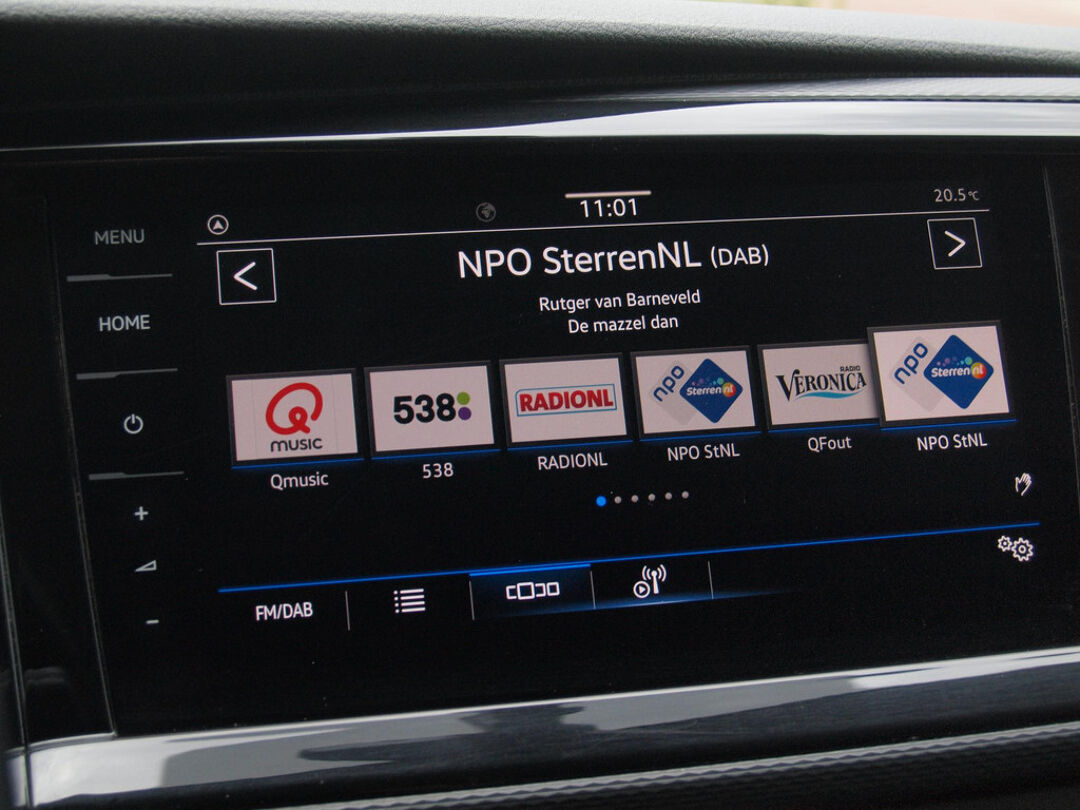 11:01
20.5°C
MENU
NPO SterrenNL (DAB)
HOME
Rutger van Barneveld
De mazzel dan
Q
MUSIC
538
RADIONL
npo
Sterren nl
RADIO
VERONICA
npo
Sterren nl
Qmusic
538
RADIONL
NPO StNL
QFout
NPO StNL
+
-
FM/DAB